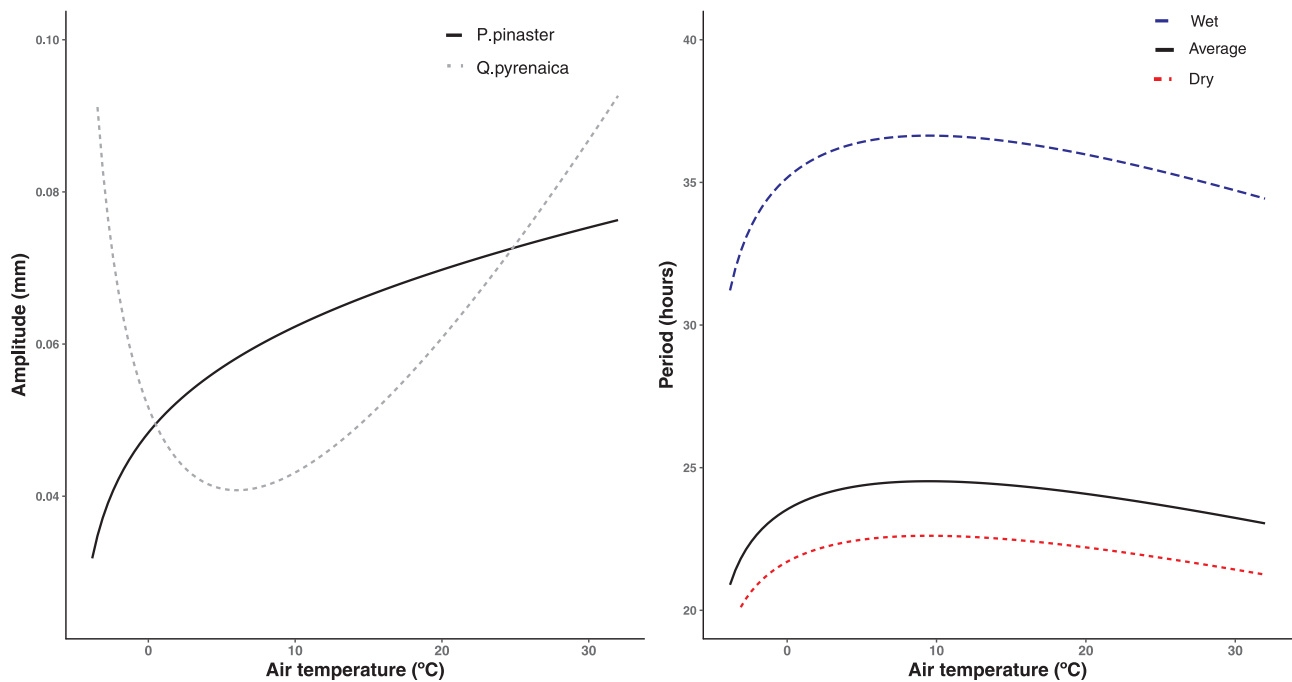 0.10
0.08
0.06
0.04
Amplitude (mm)
P.pinaster
Q.pyrenaica
0 10 20 30
Air temperature (ºC)
40
35
30
25
20
Period (hours)
Wet
Average
Dry
0 10 20 30
Air temperature (ºC)